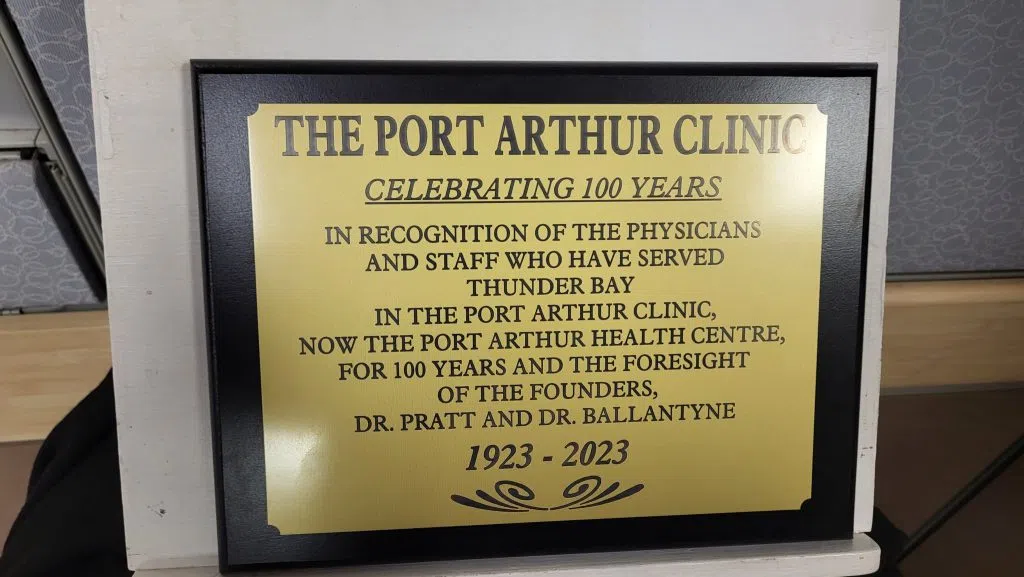 THE PORT ARTHUR CLINIC
CELEBRATING 100 YEARS
IN RECOGNITION OF THE PHYSICIANS
AND STAFF WHO HAVE SERVED
THUNDER BAY
IN THE PORT ARTHUR CLINIC,
NOW THE PORT ARTHUR HEALTH CENTRE,
FOR 100 YEARS AND THE FORESIGHT
OF THE FOUNDERS,
DR. PRATT AND DR. BALLANTYNE
1923 - 2023